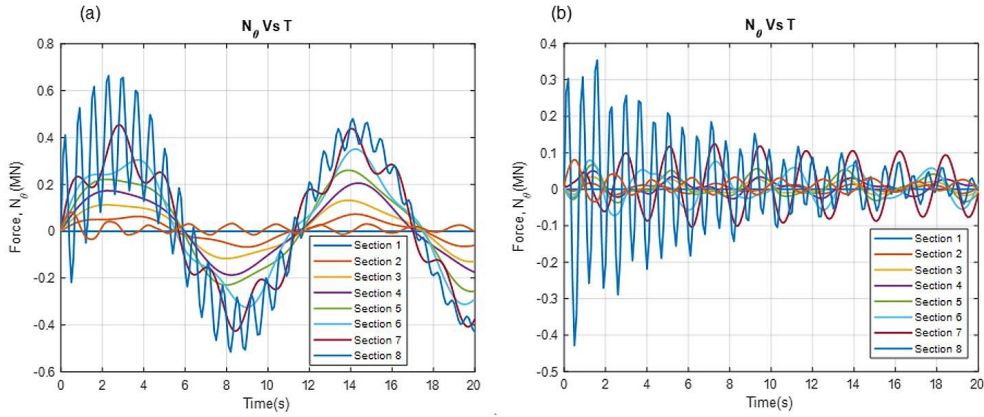 (a)
N_θ Vs T
Force, N_θ (MN)
0.8
0.6
0.4
0.2
0
-0.2
-0.4
-0.6
0 2 4 6 8 10 12 14 16 18 20
Time(s)
Section 1
Section 2
Section 3
Section 4
Section 5
Section 6
Section 7
Section 8
(b)
N_θ Vs T
Force, N_θ (MN)
0.4
0.3
0.2
0.1
0
-0.1
-0.2
-0.3
-0.4
-0.5
0 2 4 6 8 10 12 14 16 18 20
Time(s)
Section 1
Section 2
Section 3
Section 4
Section 5
Section 6
Section 7
Section 8